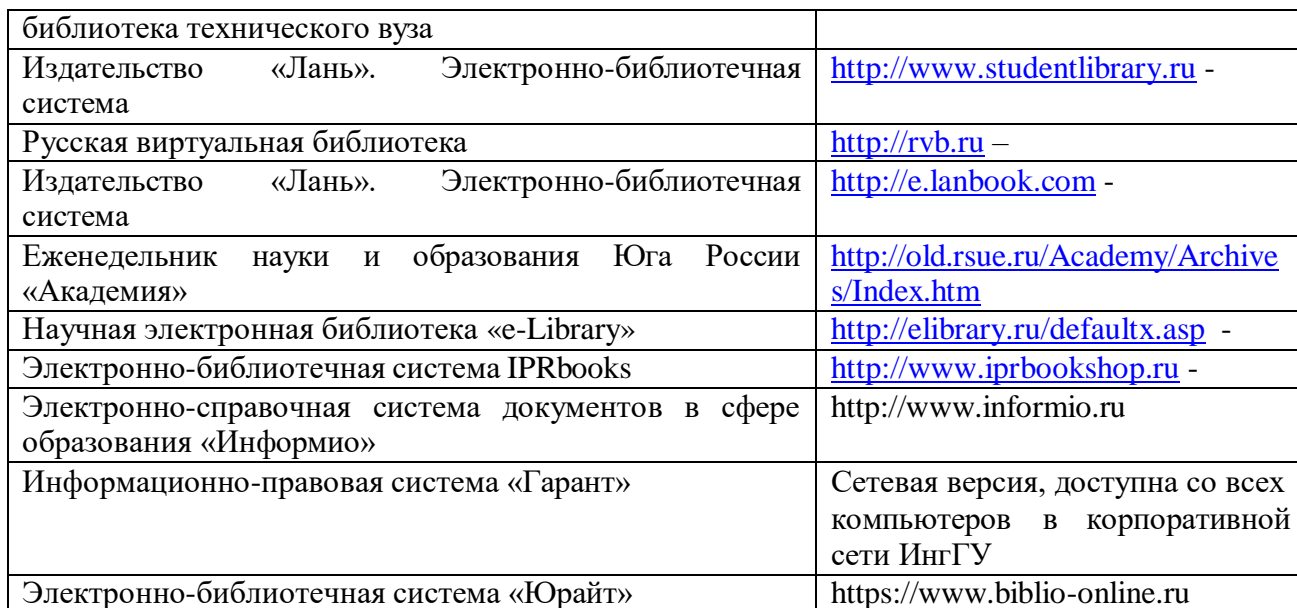 библиотека технического вуза
Издательство «Лань». Электронно-библиотечная
система
http://www.studentlibrary.ru -
Русская виртуальная библиотека
http://rvb.ru –
Издательство «Лань». Электронно-библиотечная
система
http://e.lanbook.com -
Еженедельник науки и образования Юга России
«Академия»
http://old.rsue.ru/Academy/Archive
s/Index.htm
Научная электронная библиотека «e-Library»
http://elibrary.ru/defaultx.asp -
Электронно-библиотечная система IPRbooks
http://www.iprbookshop.ru -
Электронно-справочная система документов в сфере
образования «Информио»
http://www.informio.ru
Информационно-правовая система «Гарант»
Сетевая версия, доступна со всех
компьютеров в корпоративной
сети ИнгГУ
Электронно-библиотечная система «Юрайт»
https://www.biblio-online.ru